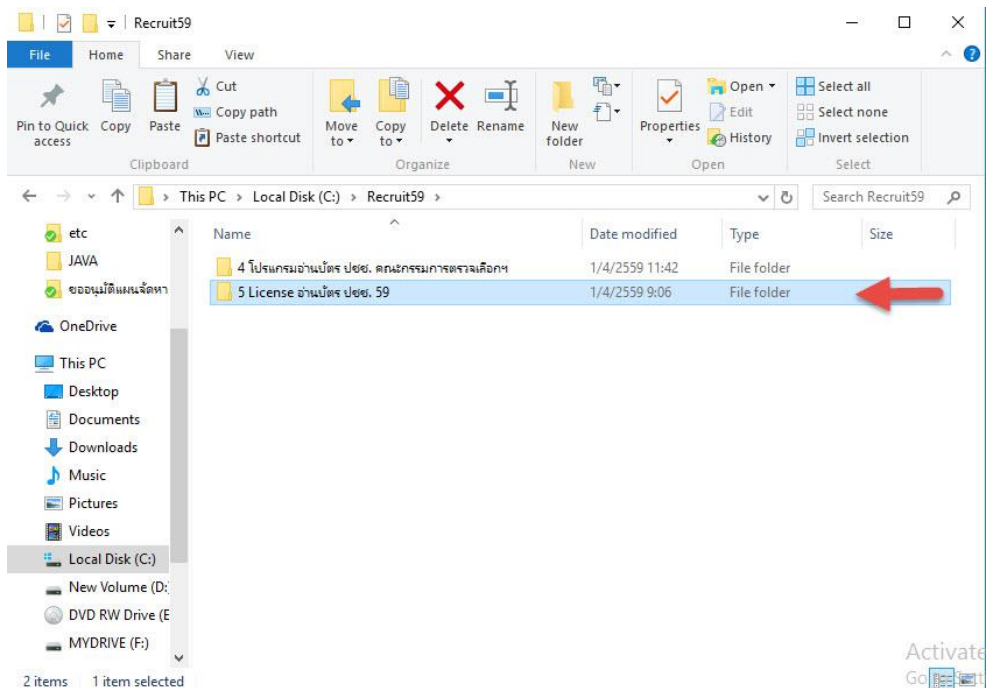 Recruit59
File Home Share View
Pin to Quick access
Copy
Paste
Cut
Copy path
Paste shortcut
Clipboard
Move to
Copy to
Delete
Rename
Organize
New folder
New
Properties
Open
Edit
History
Open
Select all
Select none
Invert selection
Select
This PC > Local Disk (C:) > Recruit59 >
Search Recruit59
Name Date modified Type Size
4 โปรแกรมอ่านบัตร ปชช. คณะกรรมการตรวจเลือกฯ 1/4/2559 11:42 File folder
5 License อ่านบัตร ปชช. 59 1/4/2559 9:06 File folder
etc
JAVA
ขออนุมัติแผนจัดหา
OneDrive
This PC
Desktop
Documents
Downloads
Music
Pictures
Videos
Local Disk (C:)
New Volume (D:
DVD RW Drive (E
MYDRIVE (F:)
2 items 1 item selected
Activate
Go